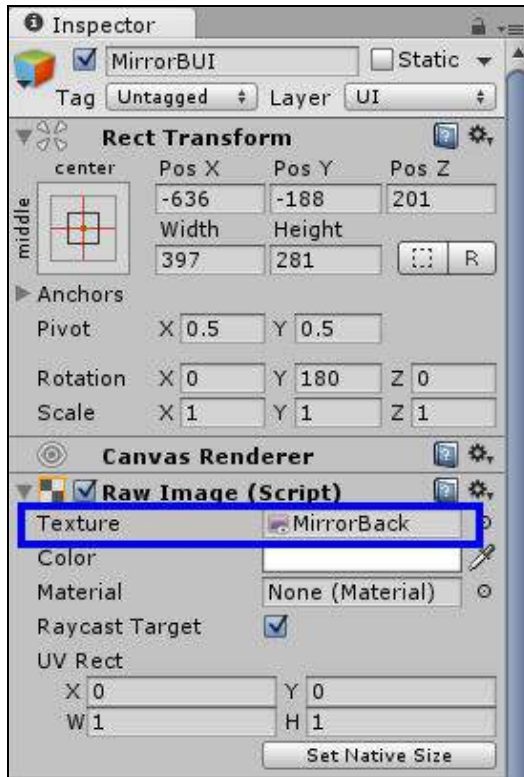 Inspector
MirrorBUI Static
Tag Untagged Layer UI
Rect Transform
center Pos X Pos Y Pos Z
middle -636 -188 201
Width Height
397 281 R
Anchors
Pivot X 0.5 Y 0.5
Rotation X 0 Y 180 Z 0
Scale X 1 Y 1 Z 1
Canvas Renderer
Raw Image (Script)
Texture MirrorBack
Color
Material None (Material)
Raycast Target
UV Rect
X 0 Y 0
W 1 H 1
Set Native Size